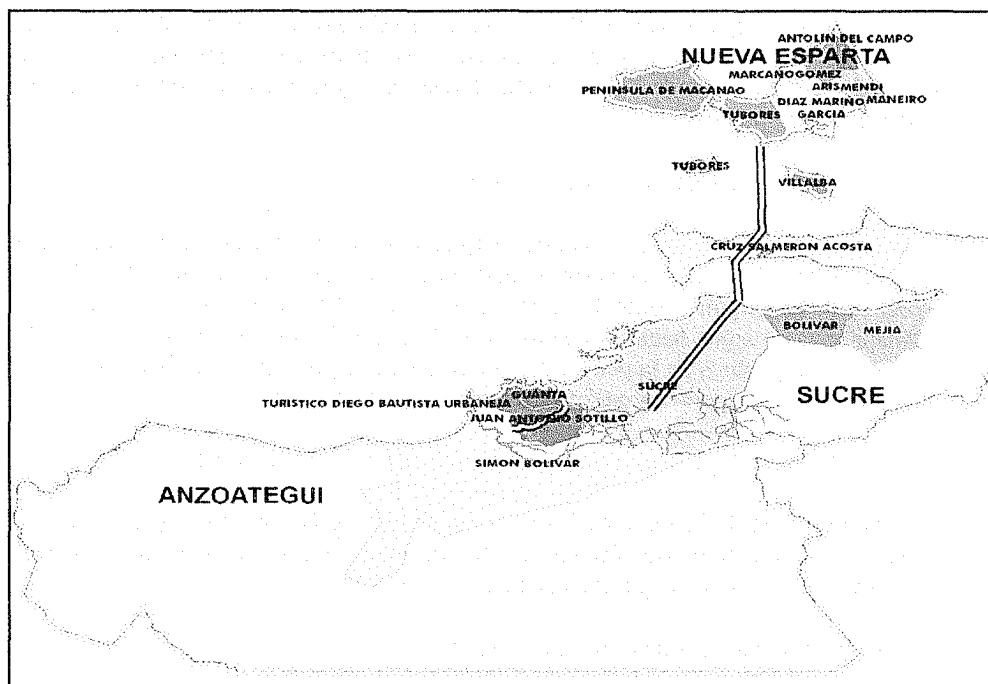 ANTOLIN DEL CAMPO
NUEVA ESPARTA
MARCANO GOMEZ
ARISMENDI
PENINSULA DE MACANAO
DIAZ MARIÑO MANEIRO
TUBORES GARCIA
TUBORES
VILLALBA
CRUZ SALMERON ACOSTA
BOLIVAR
MEJIA
SUCRE
SUCRE
GUANTA
TURISTICO DIEGO BAUTISTA URBANEJA
JUAN ANTONIO SOTILLO
SIMON BOLIVAR
ANZOATEGUI